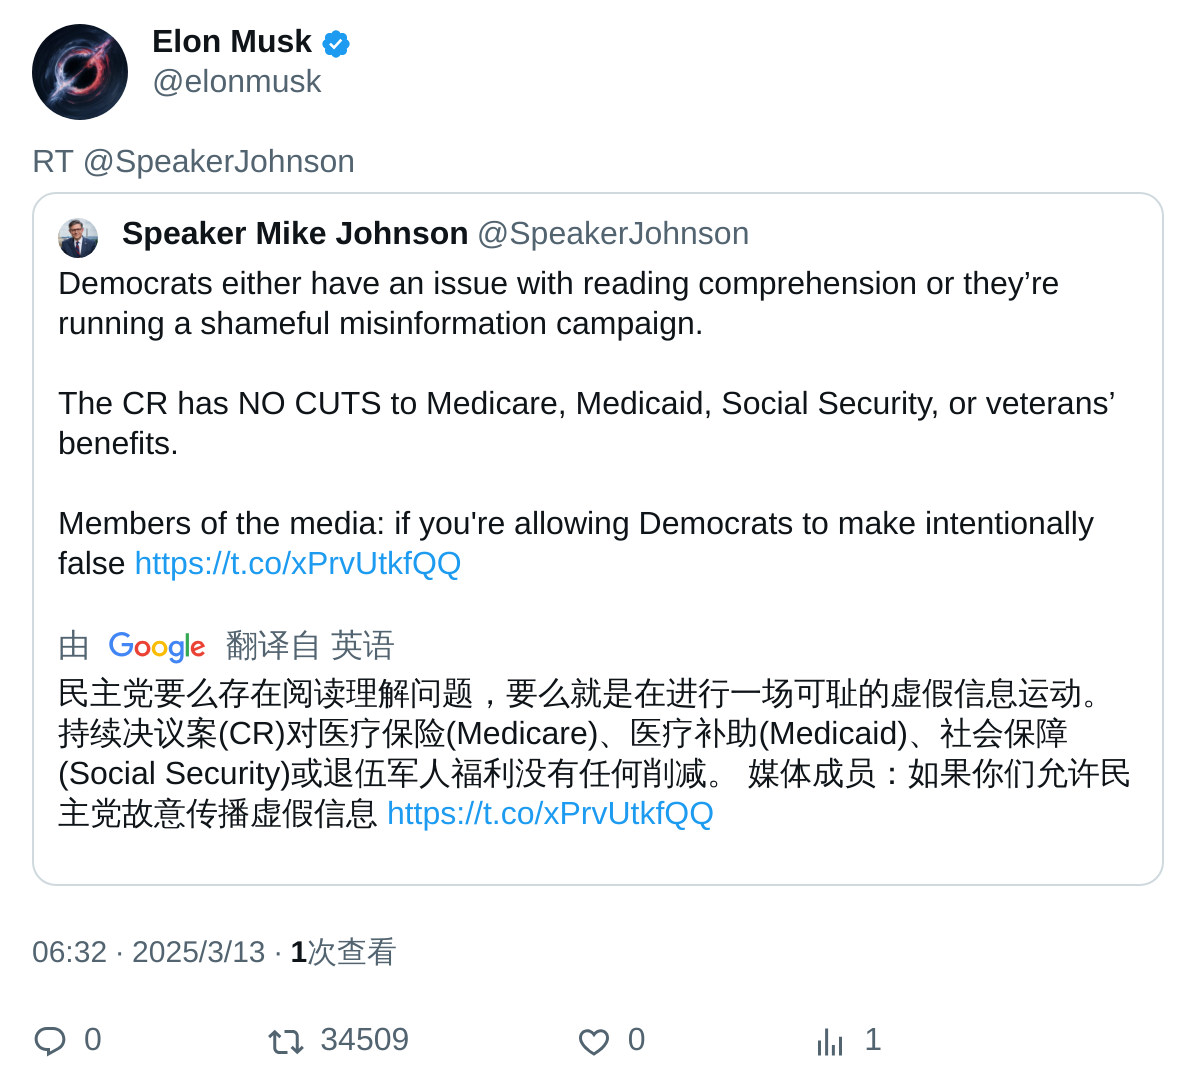 Elon Musk
@elonmusk
RT @SpeakerJohnson
Speaker Mike Johnson @SpeakerJohnson
Democrats either have an issue with reading comprehension or they’re
running a shameful misinformation campaign.
The CR has NO CUTS to Medicare, Medicaid, Social Security, or veterans’
benefits.
Members of the media: if you're allowing Democrats to make intentionally
false https://t.co/xPrvUtkfQQ
由 Google 翻译自 英语
民主党要么存在阅读理解问题，要么就是在进行一场可耻的虚假信息运动。
持续决议案(CR)对医疗保险(Medicare)、医疗补助(Medicaid)、社会保障
(Social Security)或退伍军人福利没有任何削减。 媒体成员：如果你们允许民
主党故意传播虚假信息 https://t.co/xPrvUtkfQQ
06:32 · 2025/3/13 · 1次查看
0 34509 0 1